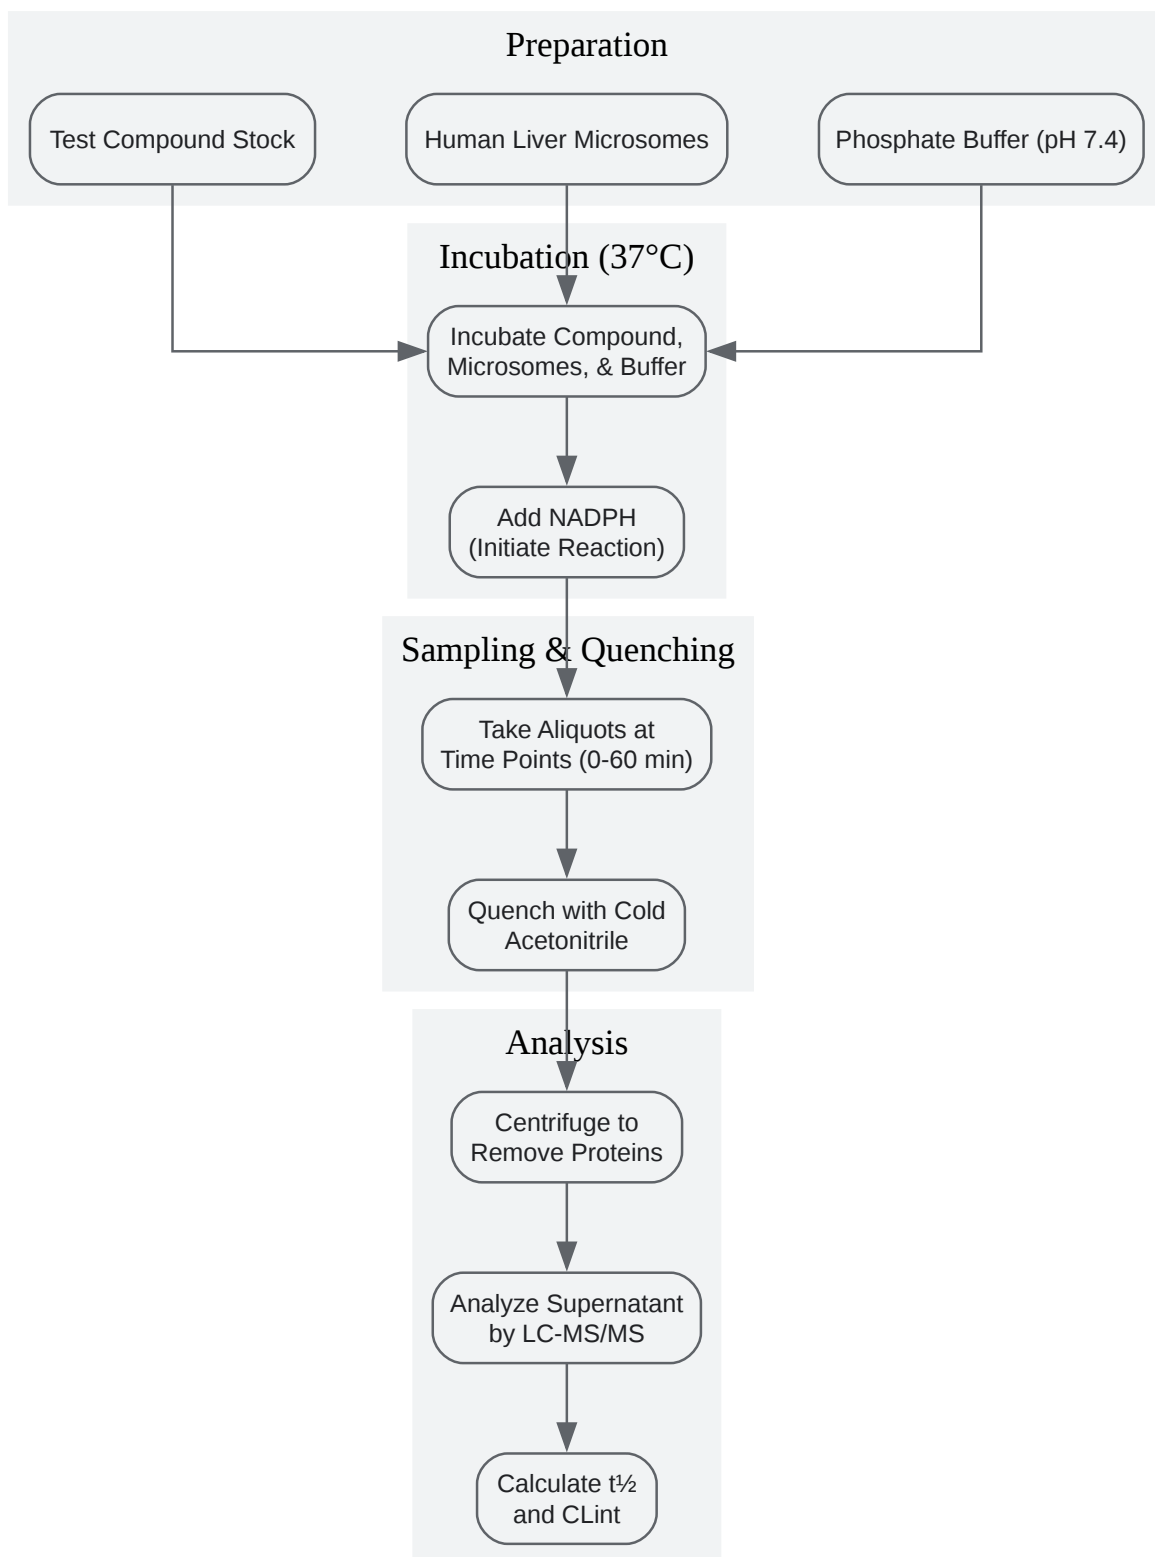 Preparation
Test Compound Stock
Human Liver Microsomes
Phosphate Buffer (pH 7.4)
Incubation (37°C)
Incubate Compound,
Microsomes, & Buffer
Add NADPH
(Initiate Reaction)
Sampling & Quenching
Take Aliquots at
Time Points (0-60 min)
Quench with Cold
Acetonitrile
Analysis
Centrifuge to
Remove Proteins
Analyze Supernatant
by LC-MS/MS
Calculate t½
and CLint